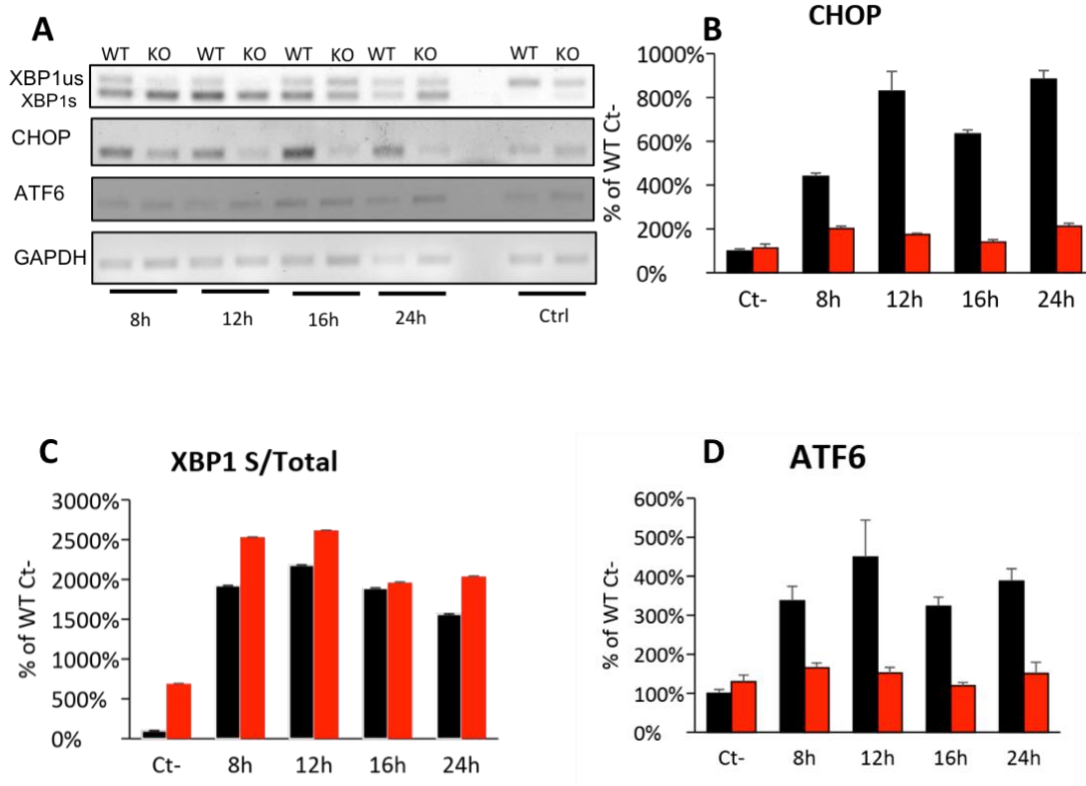 A
WT KO WT KO WT KO WT KO WT KO
XBP1us
XBP1s
CHOP
ATF6
GAPDH
8h 12h 16h 24h Ctrl
B
CHOP
% of WT Ct-
1000%
800%
600%
400%
200%
0%
Ct- 8h 12h 16h 24h
C
XBP1 S/Total
% of WT Ct-
3000%
2500%
2000%
1500%
1000%
500%
0%
Ct- 8h 12h 16h 24h
D
ATF6
% of WT Ct-
600%
500%
400%
300%
200%
100%
0%
Ct- 8h 12h 16h 24h